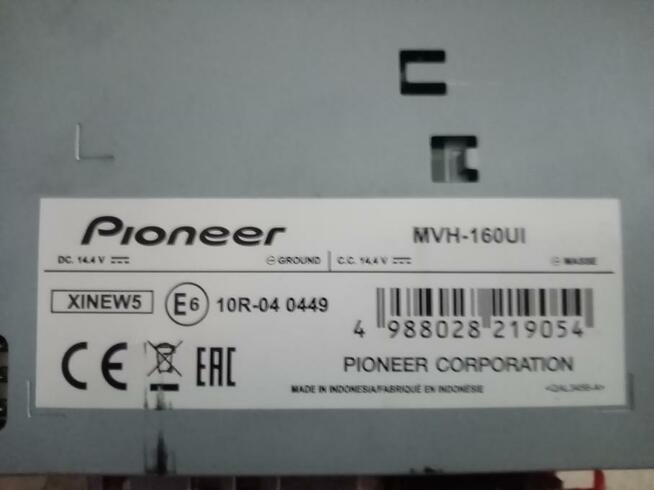 Pioneer
MVH-160UI
DC. 14.4 V ⎓ ⊖ GROUND C.C. 14.4 V ⎓ ⊖ MASSE
XINEW5
E6 10R-04 0449
4 988028 219054
CE EAC
PIONEER CORPORATION
MADE IN INDONESIA/FABRIQUÉ EN INDONÉSIE